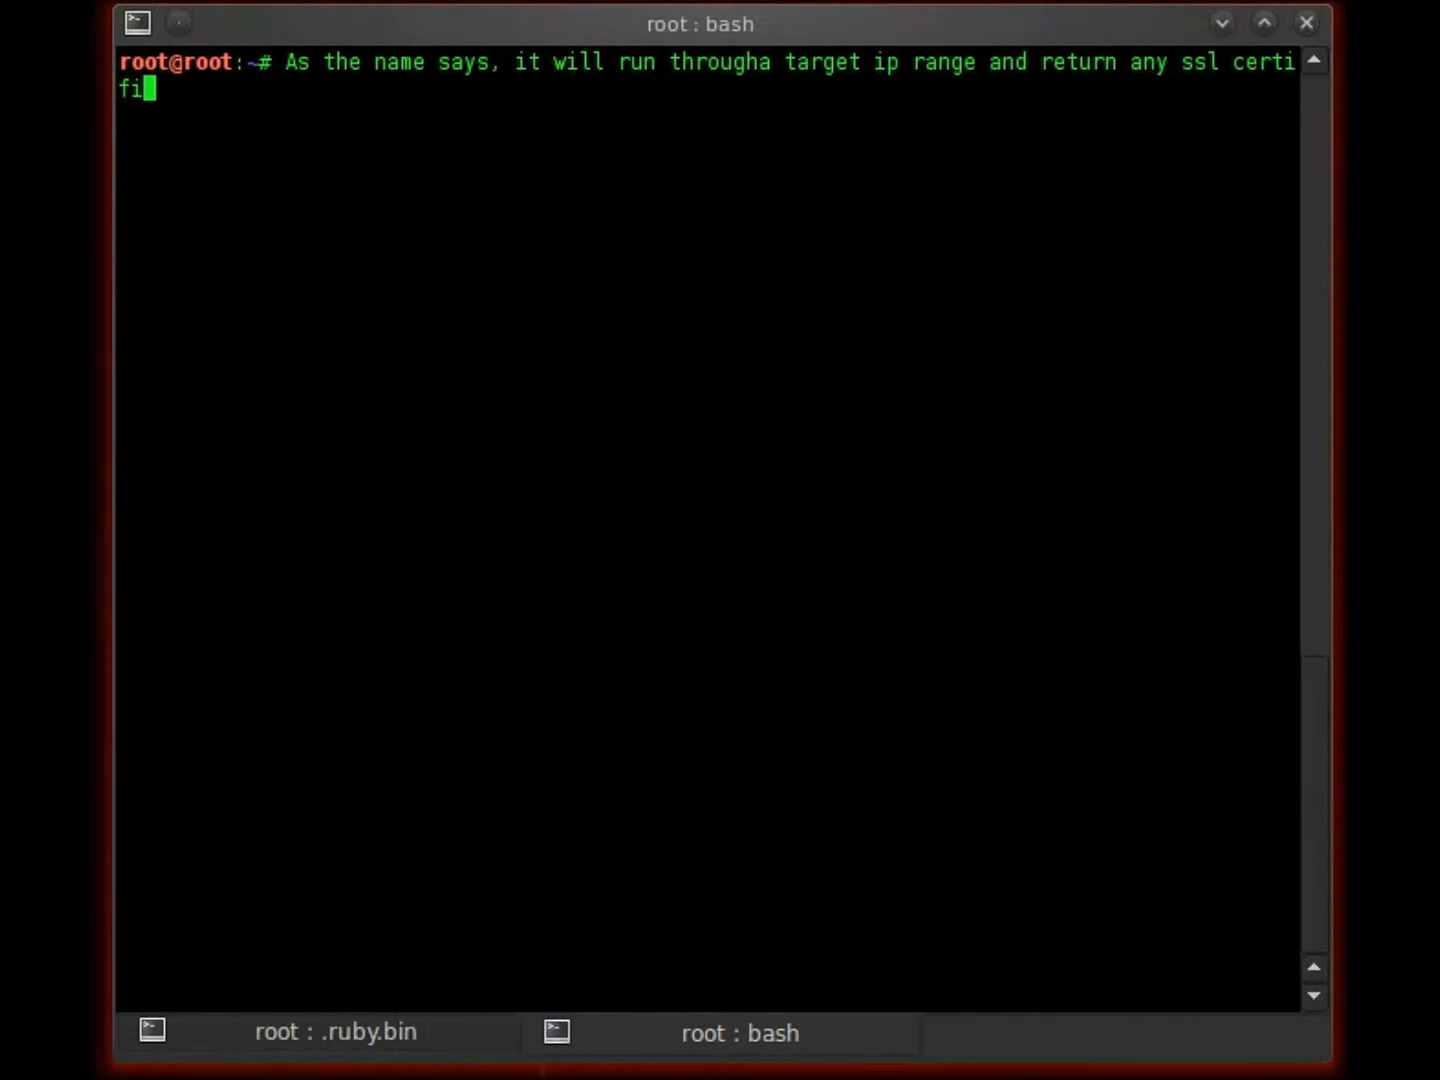 root : bash
root@root:~# As the name says, it will run througha target ip range and return any ssl certi
fi
root : .ruby.bin
root : bash